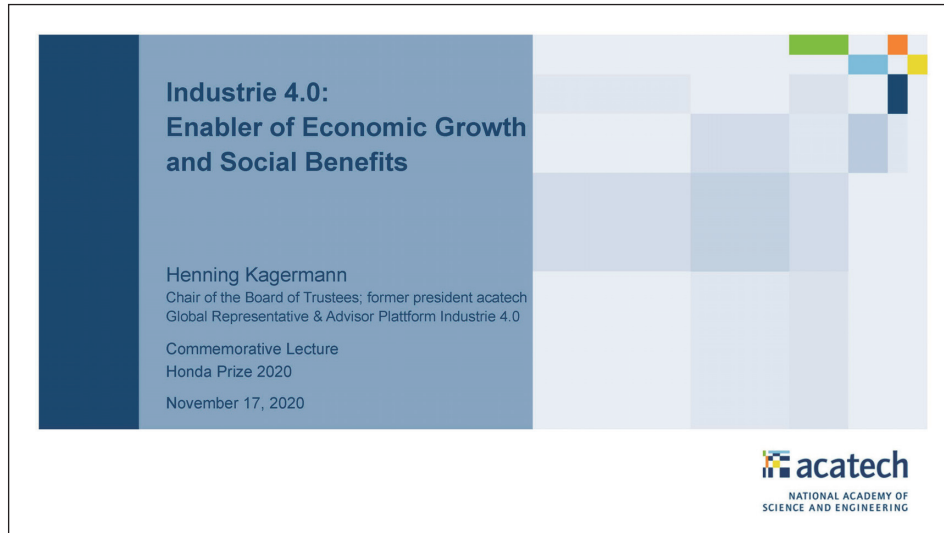 Industrie 4.0:
Enabler of Economic Growth
and Social Benefits
Henning Kagermann
Chair of the Board of Trustees; former president acatech
Global Representative & Advisor Plattform Industrie 4.0
Commemorative Lecture
Honda Prize 2020
November 17, 2020
acatech
NATIONAL ACADEMY OF
SCIENCE AND ENGINEERING